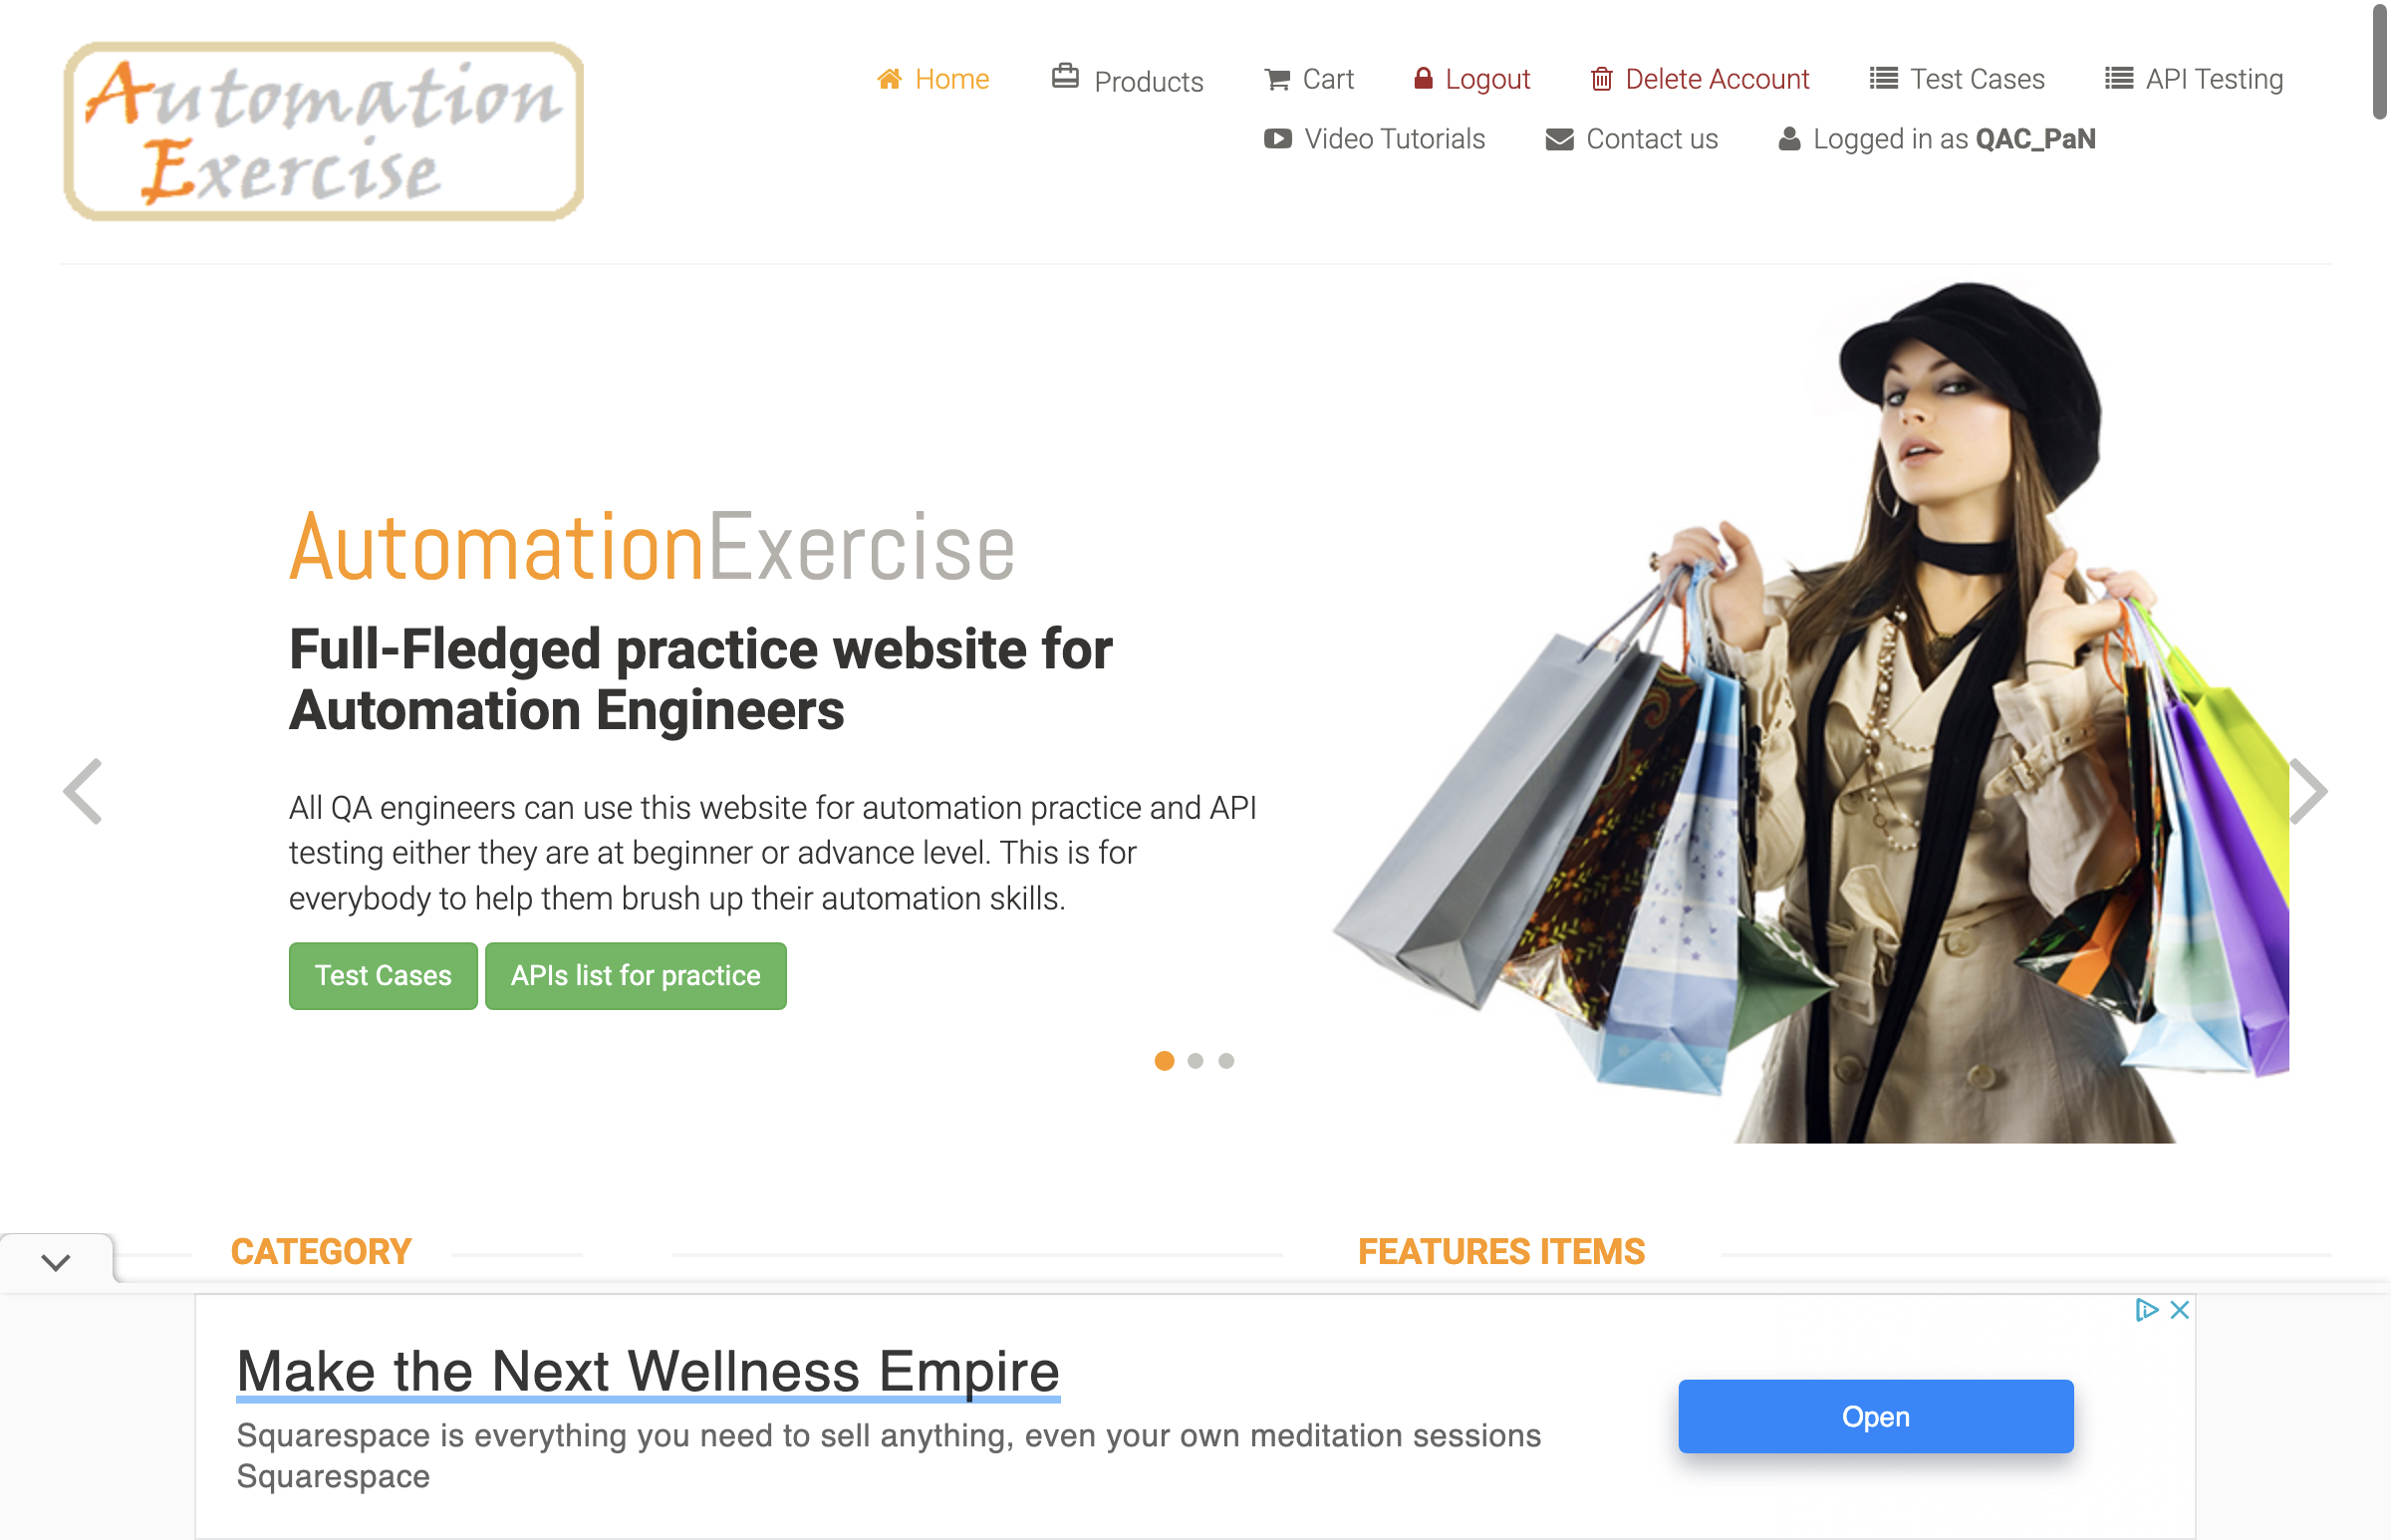 Automation
Exercise
Home Products Cart Logout Delete Account Test Cases API Testing
Video Tutorials Contact us Logged in as QAC_PaN
AutomationExercise
Full-Fledged practice website for
Automation Engineers
All QA engineers can use this website for automation practice and API
testing either they are at beginner or advance level. This is for
everybody to help them brush up their automation skills.
Test Cases APIs list for practice
CATEGORY FEATURES ITEMS
Make the Next Wellness Empire
Squarespace is everything you need to sell anything, even your own meditation sessions
Squarespace
Open